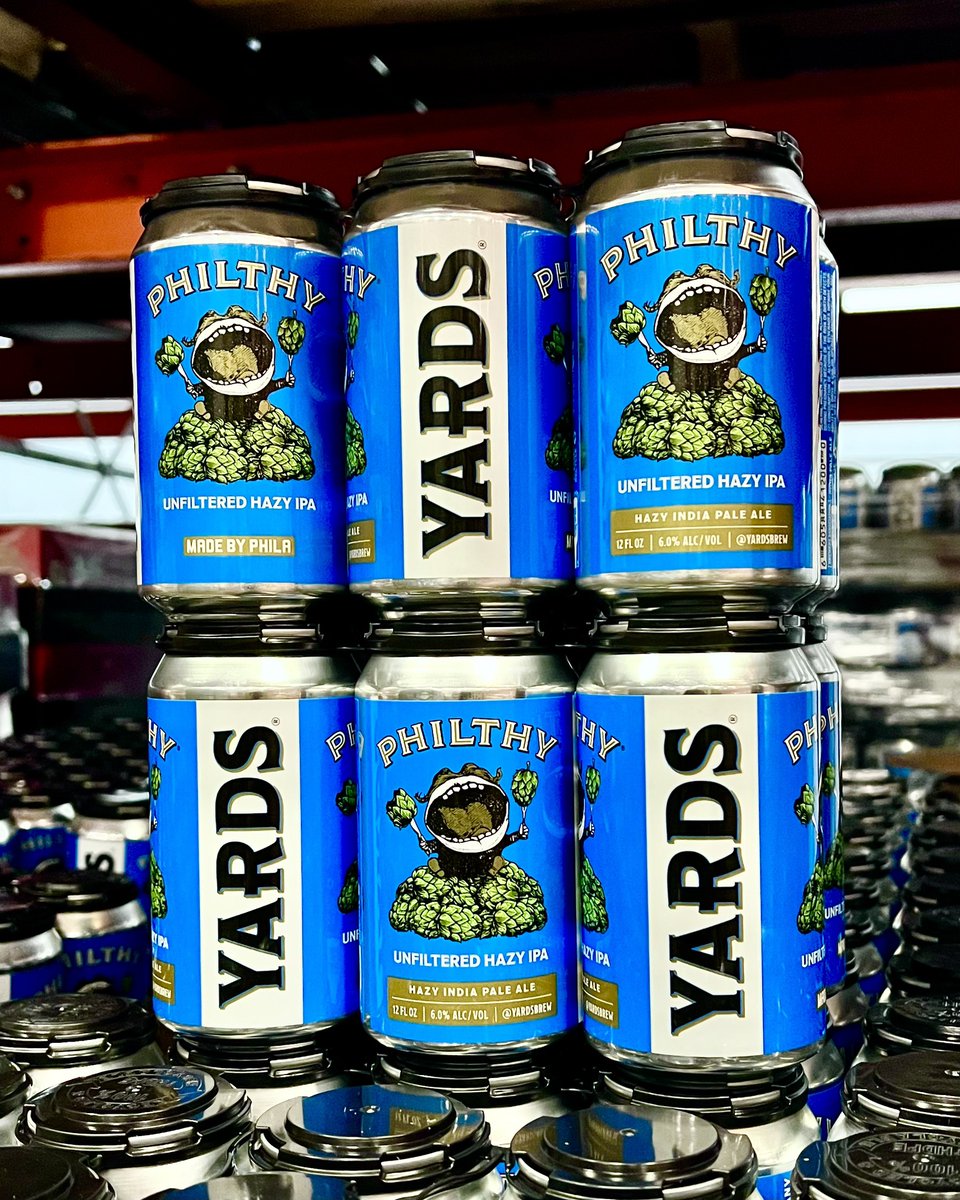 PHILTHY
UNFILTERED HAZY IPA
MADE BY PHILA
YARDS®
PHILTHY
UNFILTERED HAZY IPA
HAZY INDIA PALE ALE
12 FL OZ | 6.0% ALC/VOL | @YARDSBREW
YARDS®
PHILTHY
UNFILTERED HAZY IPA
HAZY INDIA PALE ALE
12 FL OZ | 6.0% ALC/VOL | @YARDSBREW
YARDS®